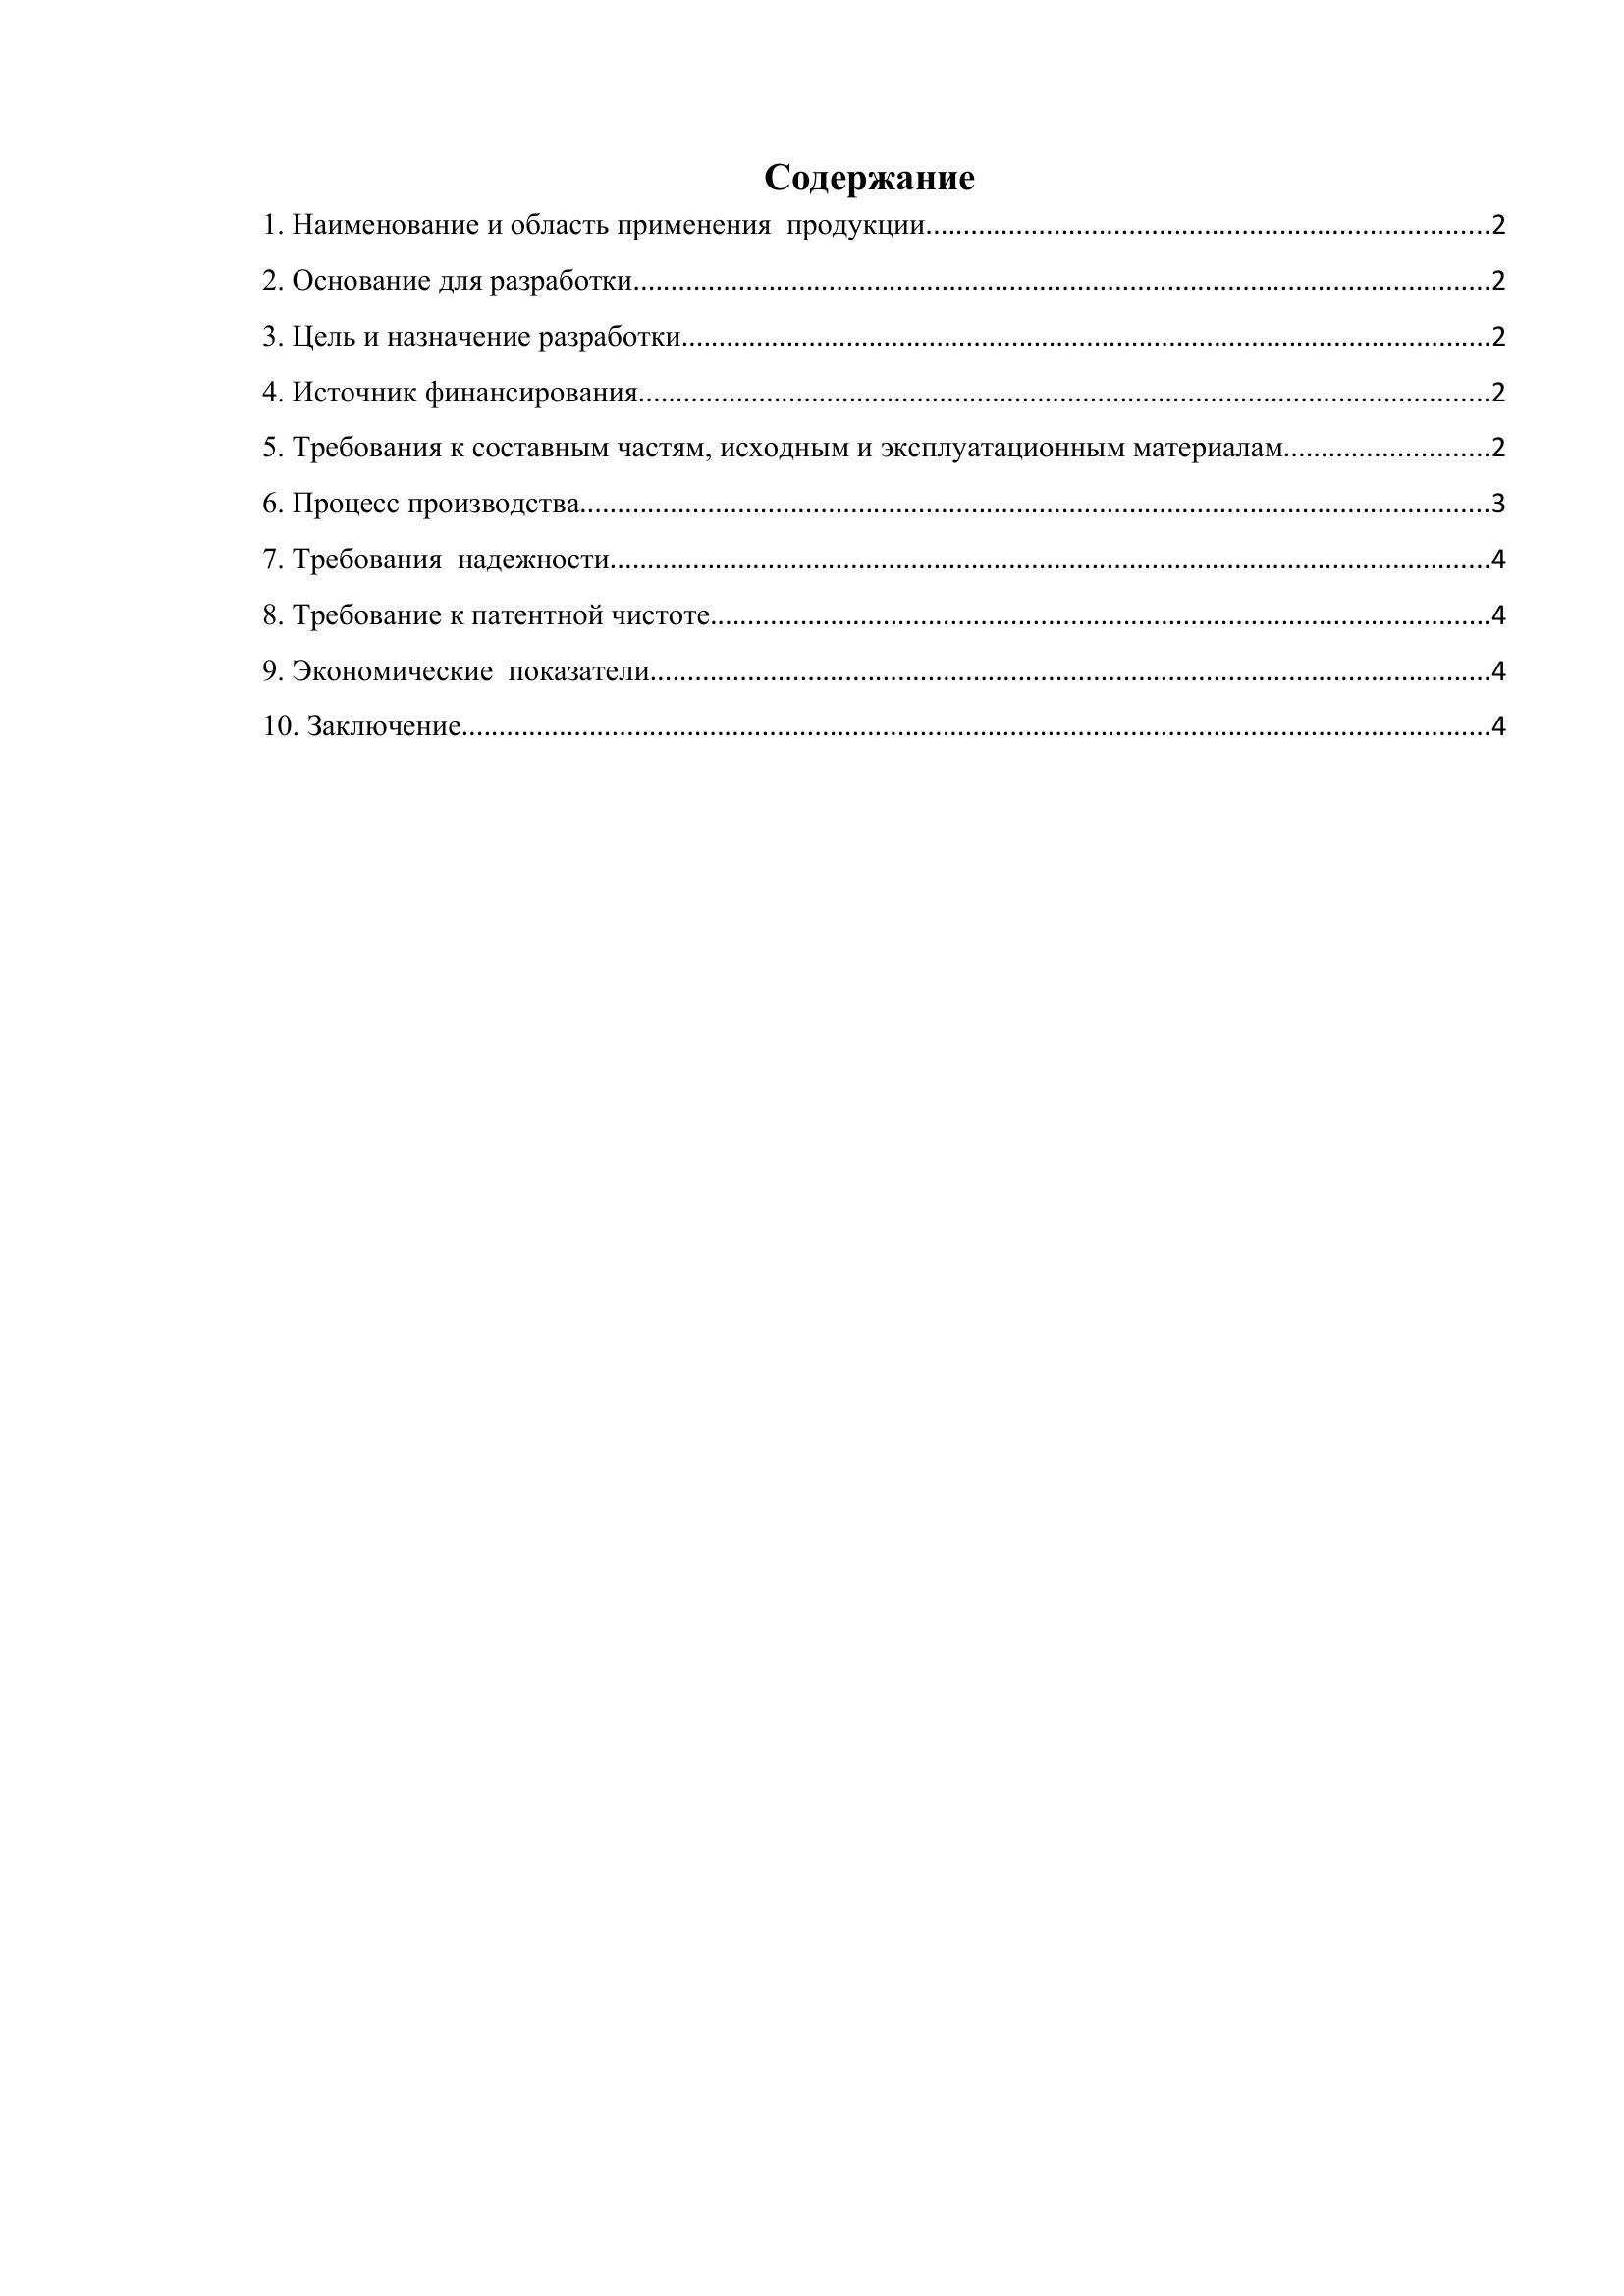 Содержание
1. Наименование и область применения  продукции..........................................................................2
2. Основание для разработки...................................................................................................................2
3. Цель и назначение разработки............................................................................................................2
4. Источник финансирования..................................................................................................................2
5. Требования к составным частям, исходным и эксплуатационным материалам...........................2
6. Процесс производства.........................................................................................................................3
7. Требования  надежности.....................................................................................................................4
8. Требование к патентной чистоте........................................................................................................4
9. Экономические  показатели................................................................................................................4
10. Заключение.........................................................................................................................................4